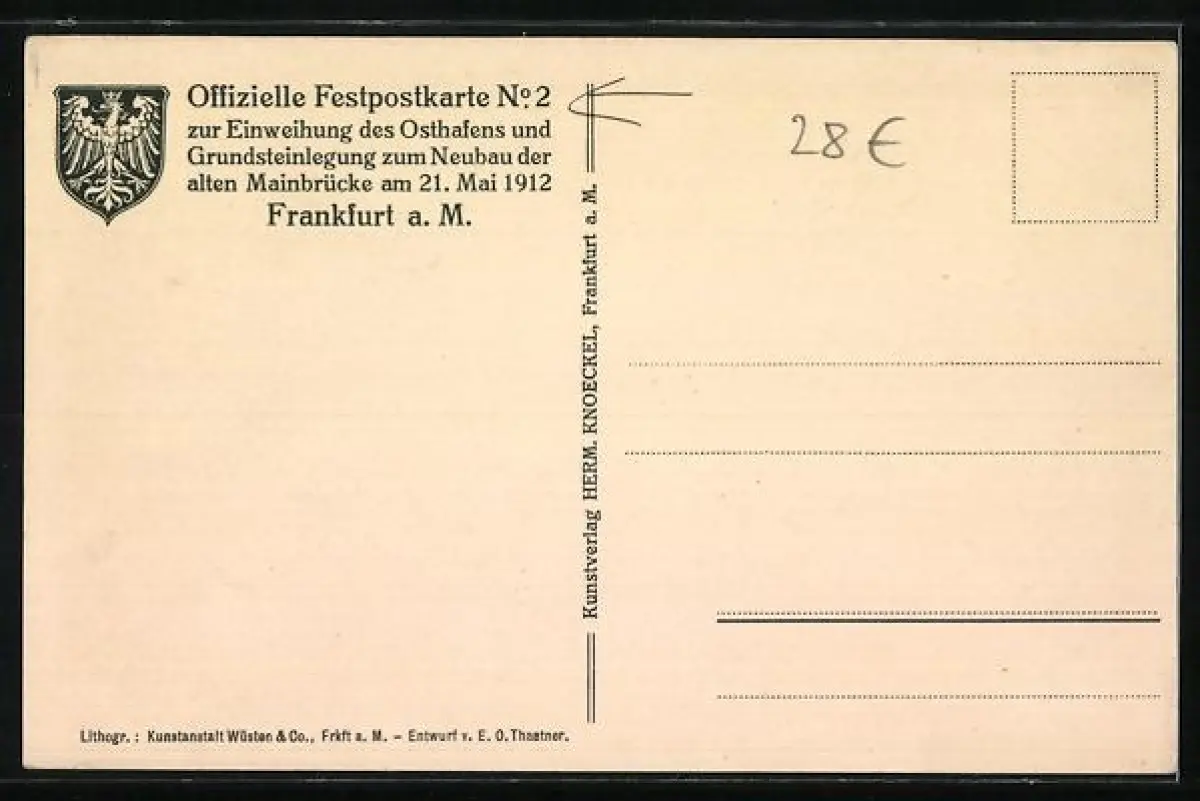 Offizielle Festpostkarte No. 2
zur Einweihung des Osthafens und
Grundsteinlegung zum Neubau der
alten Mainbrücke am 21. Mai 1912
Frankfurt a. M.
28 €
Kunstverlag HERM. KNOECKEL, Frankfurt a. M.
Lithogr.: Kunstanstalt Wüsten & Co., Frkft a. M. – Entwurf v. E. O. Thastner.